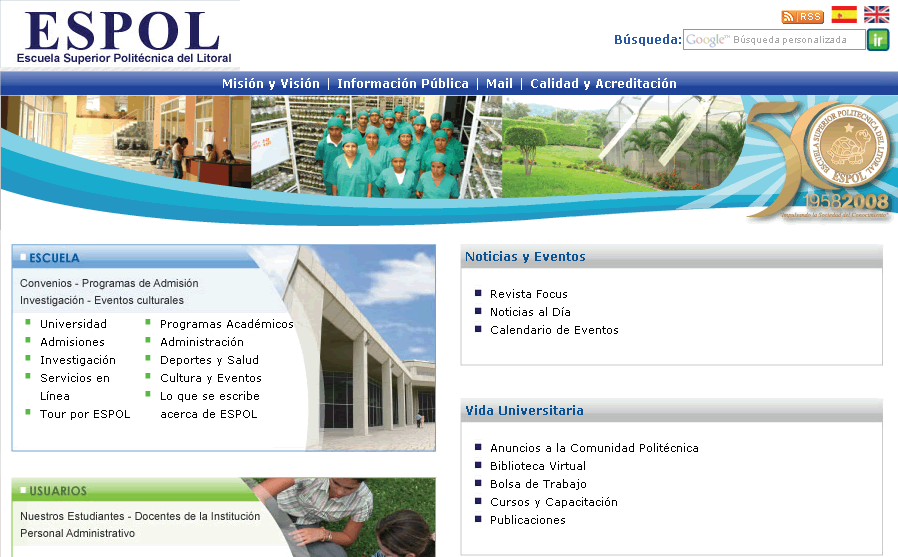 ESPOL
Escuela Superior Politécnica del Litoral
RSS
Búsqueda:
Google™ Búsqueda personalizada
ir
Misión y Visión | Información Pública | Mail | Calidad y Acreditación
50
ESCUELA SUPERIOR POLITECNICA DEL LITORAL
ESPOL
1958 2008
"Impulsando la Sociedad del Conocimiento"
ESCUELA
Convenios - Programas de Admisión
Investigación - Eventos culturales
Universidad
Admisiones
Investigación
Servicios en
Línea
Tour por ESPOL
Programas Académicos
Administración
Deportes y Salud
Cultura y Eventos
Lo que se escribe
acerca de ESPOL
Noticias y Eventos
Revista Focus
Noticias al Día
Calendario de Eventos
Vida Universitaria
Anuncios a la Comunidad Politécnica
Biblioteca Virtual
Bolsa de Trabajo
Cursos y Capacitación
Publicaciones
USUARIOS
Nuestros Estudiantes - Docentes de la Institución
Personal Administrativo